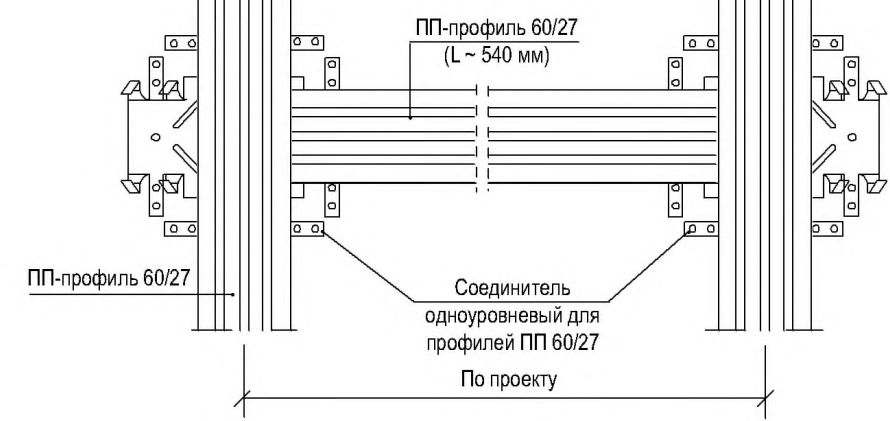 ПП-профиль 60/27
(L ~ 540 мм)
ПП-профиль 60/27
Соединитель
одноуровневый для
профилей ПП 60/27
По проекту